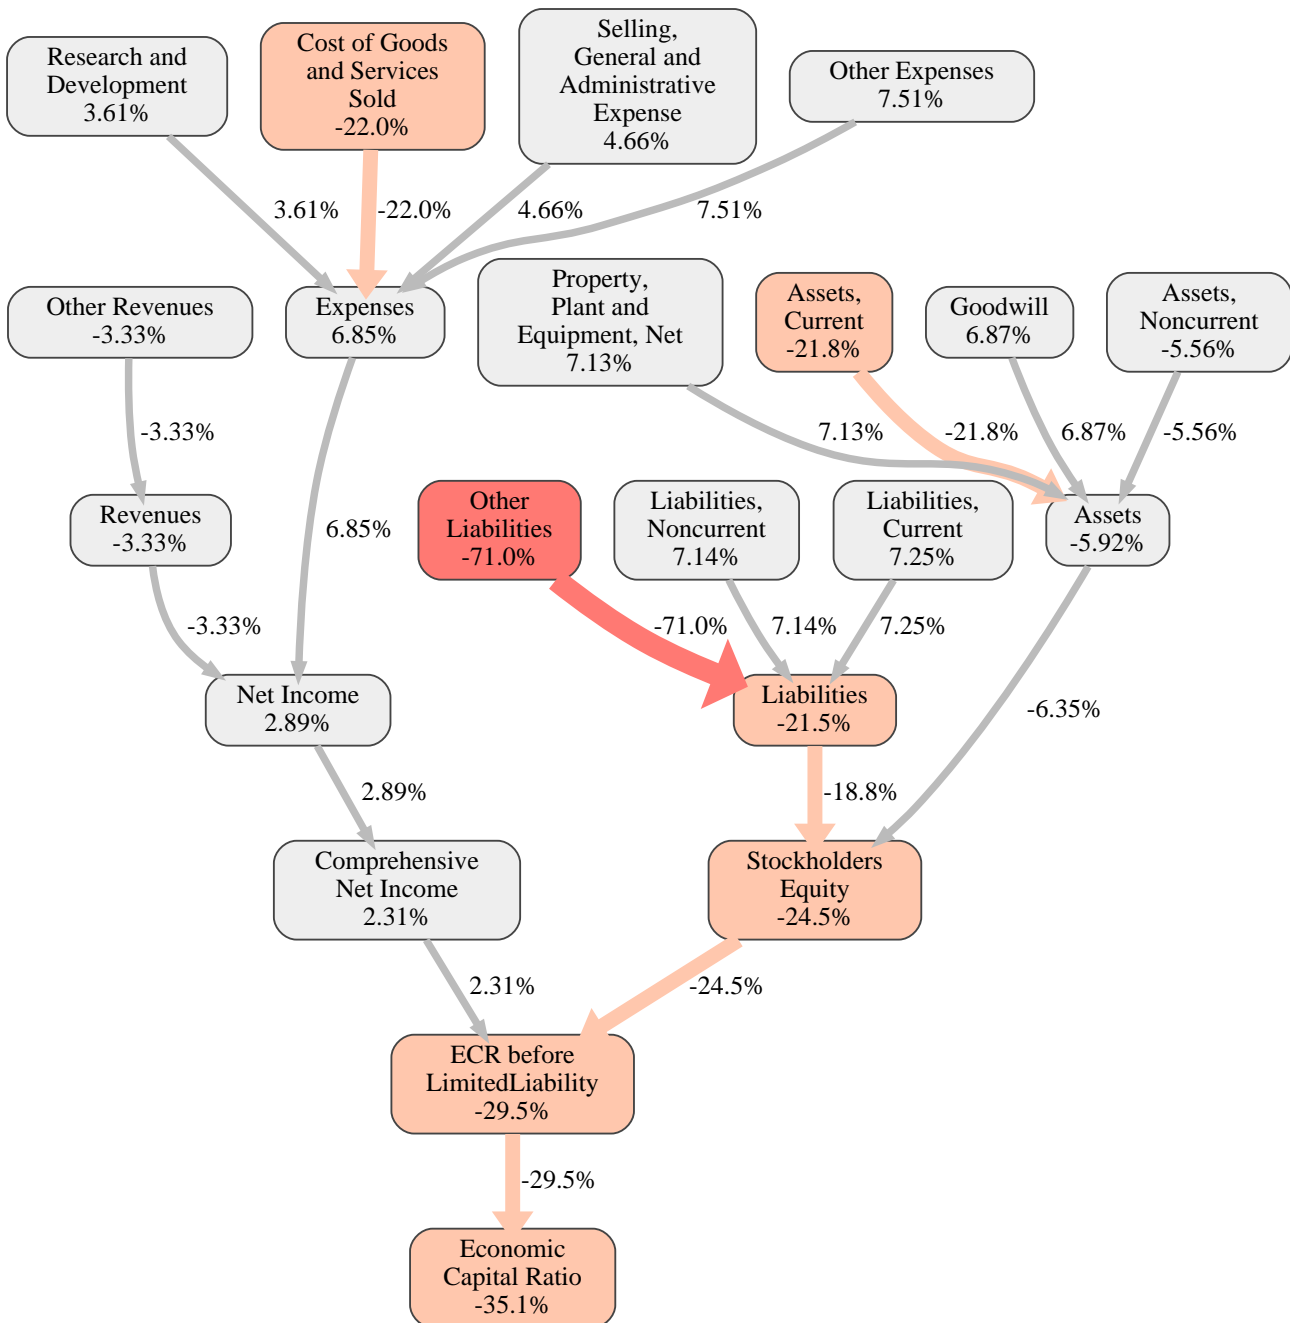 Research and
Development
3.61%
Cost of Goods
and Services
Sold
-22.0%
Selling,
General and
Administrative
Expense
4.66%
Other Expenses
7.51%
3.61%
-22.0%
4.66%
7.51%
Other Revenues
-3.33%
Expenses
6.85%
Property,
Plant and
Equipment, Net
7.13%
Assets,
Current
-21.8%
Goodwill
6.87%
Assets,
Noncurrent
-5.56%
-3.33%
7.13%
-21.8%
6.87%
-5.56%
Revenues
-3.33%
6.85%
Other
Liabilities
-71.0%
Liabilities,
Noncurrent
7.14%
Liabilities,
Current
7.25%
Assets
-5.92%
-3.33%
-71.0%
7.14%
7.25%
Net Income
2.89%
Liabilities
-21.5%
-6.35%
2.89%
-18.8%
Comprehensive
Net Income
2.31%
Stockholders
Equity
-24.5%
2.31%
-24.5%
ECR before
LimitedLiability
-29.5%
-29.5%
Economic
Capital Ratio
-35.1%